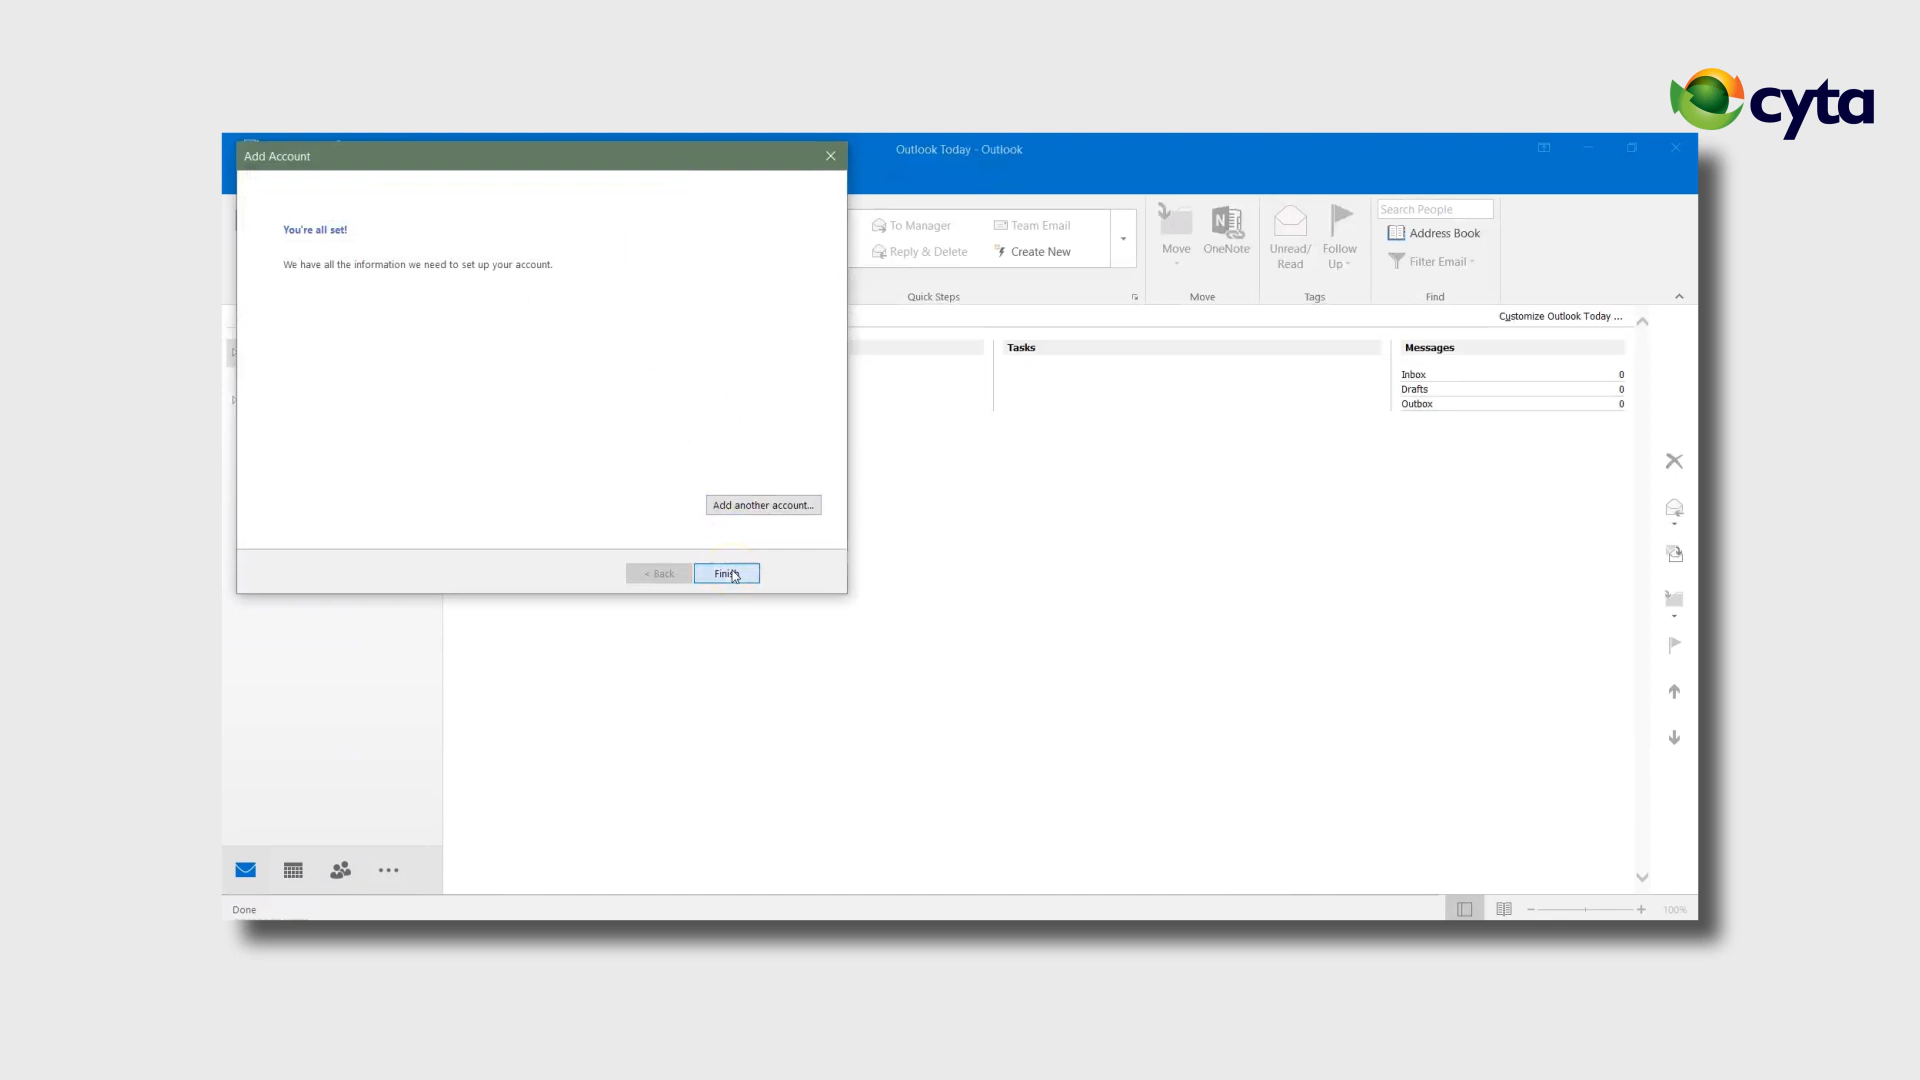 cyta
Add Account
Outlook Today - Outlook
You're all set!
We have all the information we need to set up your account.
Add another account...
< Back
Finish
To Manager
Team Email
Reply & Delete
Create New
Quick Steps
Move
OneNote
Move
Unread/
Read
Follow
Up
Tags
Search People
Address Book
Filter Email
Find
Customize Outlook Today ...
Tasks
Messages
Inbox 0
Drafts 0
Outbox 0
Done
100%